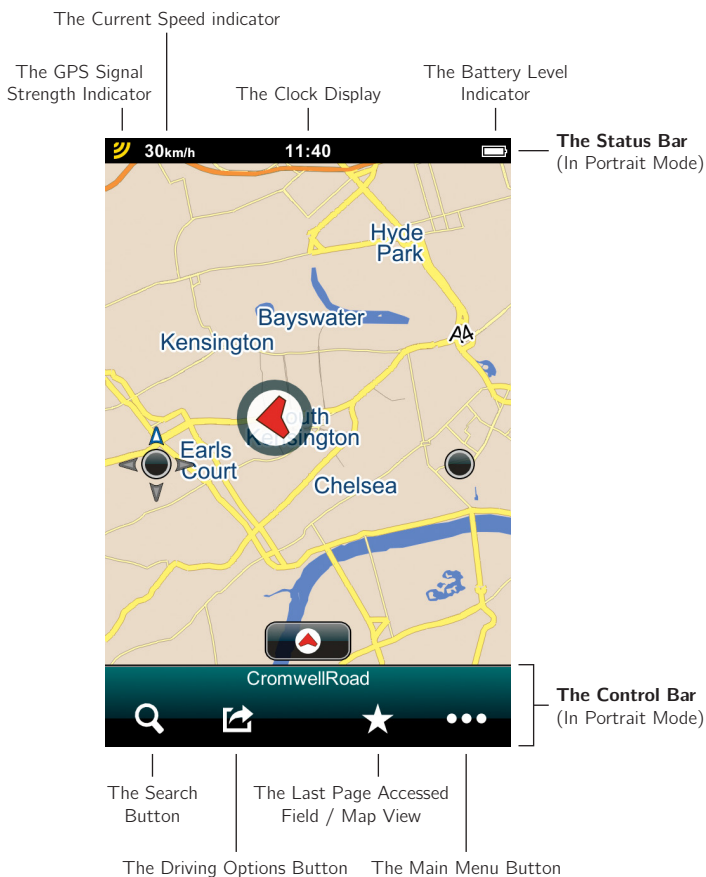 The Current Speed indicator
The GPS Signal
Strength Indicator
The Clock Display
The Battery Level
Indicator
30km/h
11:40
The Status Bar
(In Portrait Mode)
Hyde
Park
Bayswater
A4
Kensington
South
Kensington
Earls
Court
Chelsea
CromwellRoad
The Control Bar
(In Portrait Mode)
The Search
Button
The Last Page Accessed
Field / Map View
The Driving Options Button
The Main Menu Button